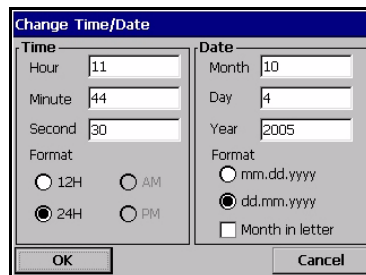 Change Time/Date
Time
Hour 11
Minute 44
Second 30
Format
12H AM
24H PM
Date
Month 10
Day 4
Year 2005
Format
mm.dd.yyyy
dd.mm.yyyy
Month in letter
OK
Cancel